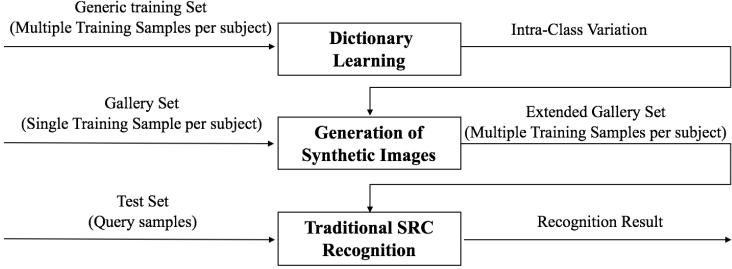 Generic training Set
(Multiple Training Samples per subject)
Dictionary
Learning
Intra-Class Variation
Gallery Set
(Single Training Sample per subject)
Generation of
Synthetic Images
Extended Gallery Set
(Multiple Training Samples per subject)
Test Set
(Query samples)
Traditional SRC
Recognition
Recognition Result